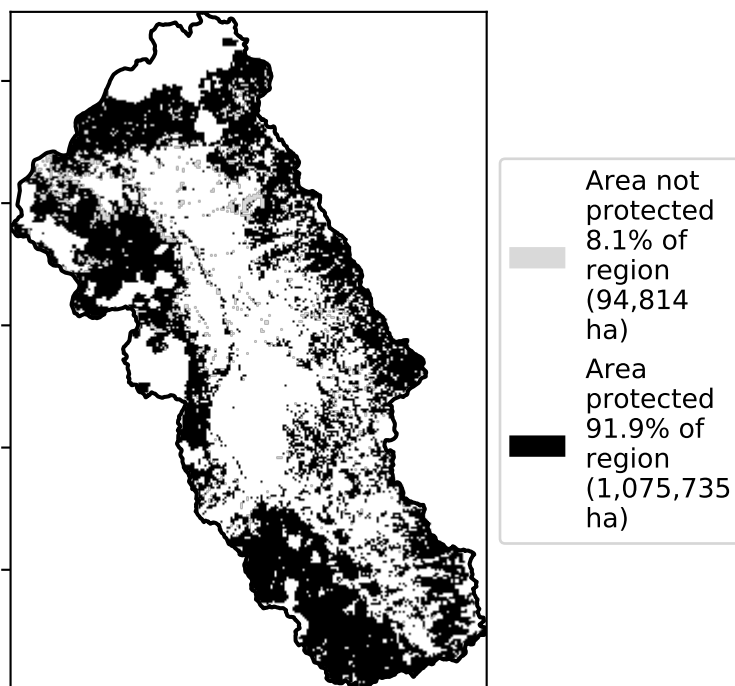 Area not
protected
8.1% of
region
(94,814
ha)
Area
protected
91.9% of
region
(1,075,735
ha)